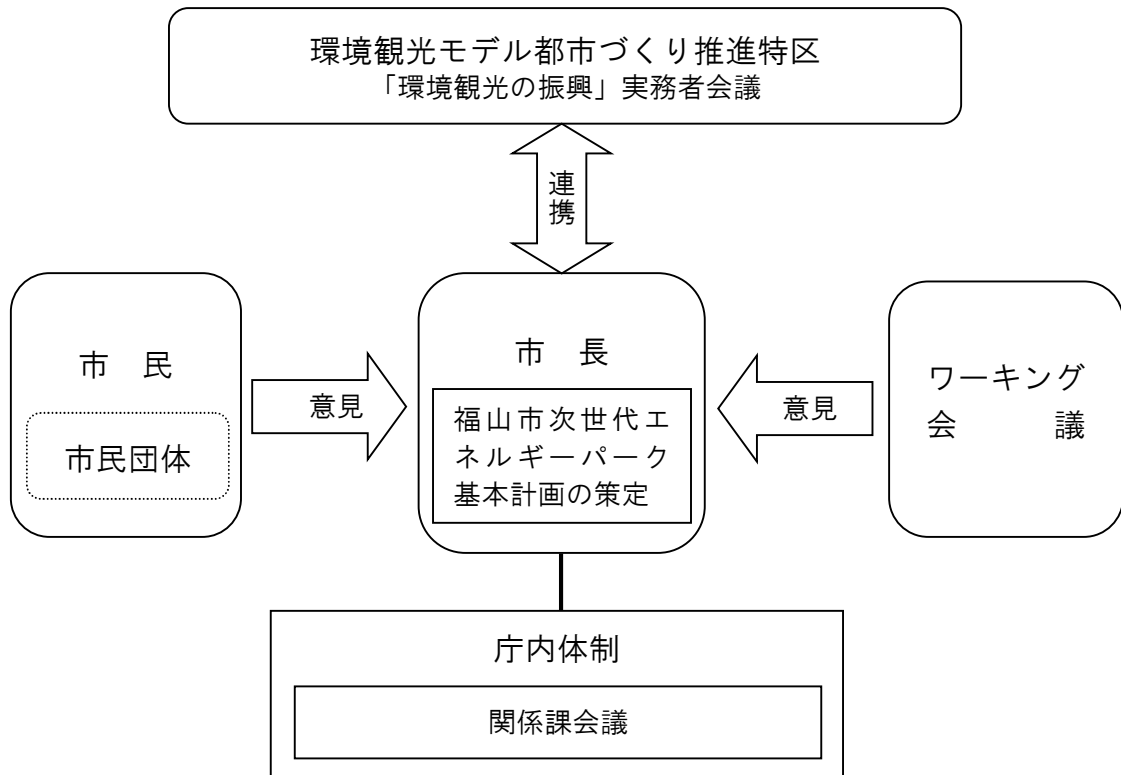 環境観光モデル都市づくり推進特区
「環境観光の振興」実務者会議
連
携
市　民
市民団体
意見
市　長
福山市次世代エ
ネルギーパーク
基本計画の策定
意見
ワーキング
会　　　議
庁内体制
関係課会議